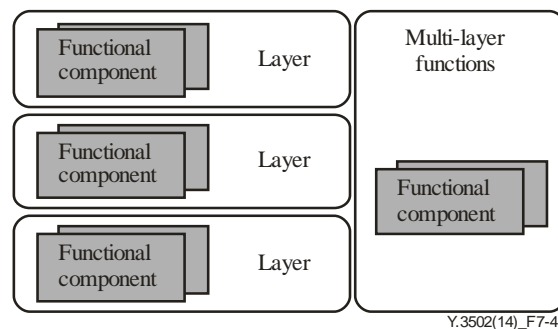 Functional
component
Layer
Functional
component
Layer
Functional
component
Layer
Multi-layer
functions
Functional
component
Y.3502(14)_F7-4